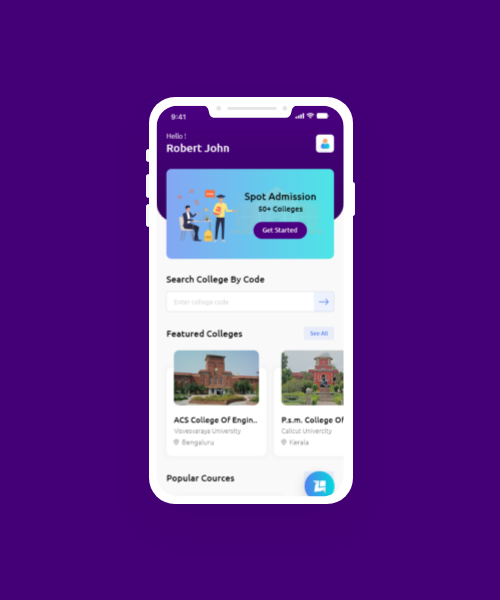 9:41
Hello !
Robert John
Spot Admission
50+ Colleges
Get Started
Search College By Code
Enter college code
Featured Colleges
See All
ACS College Of Engin..
Visvesvaraya University
Bengaluru
P.s.m. College Of
Calicut University
Kerala
Popular Cources